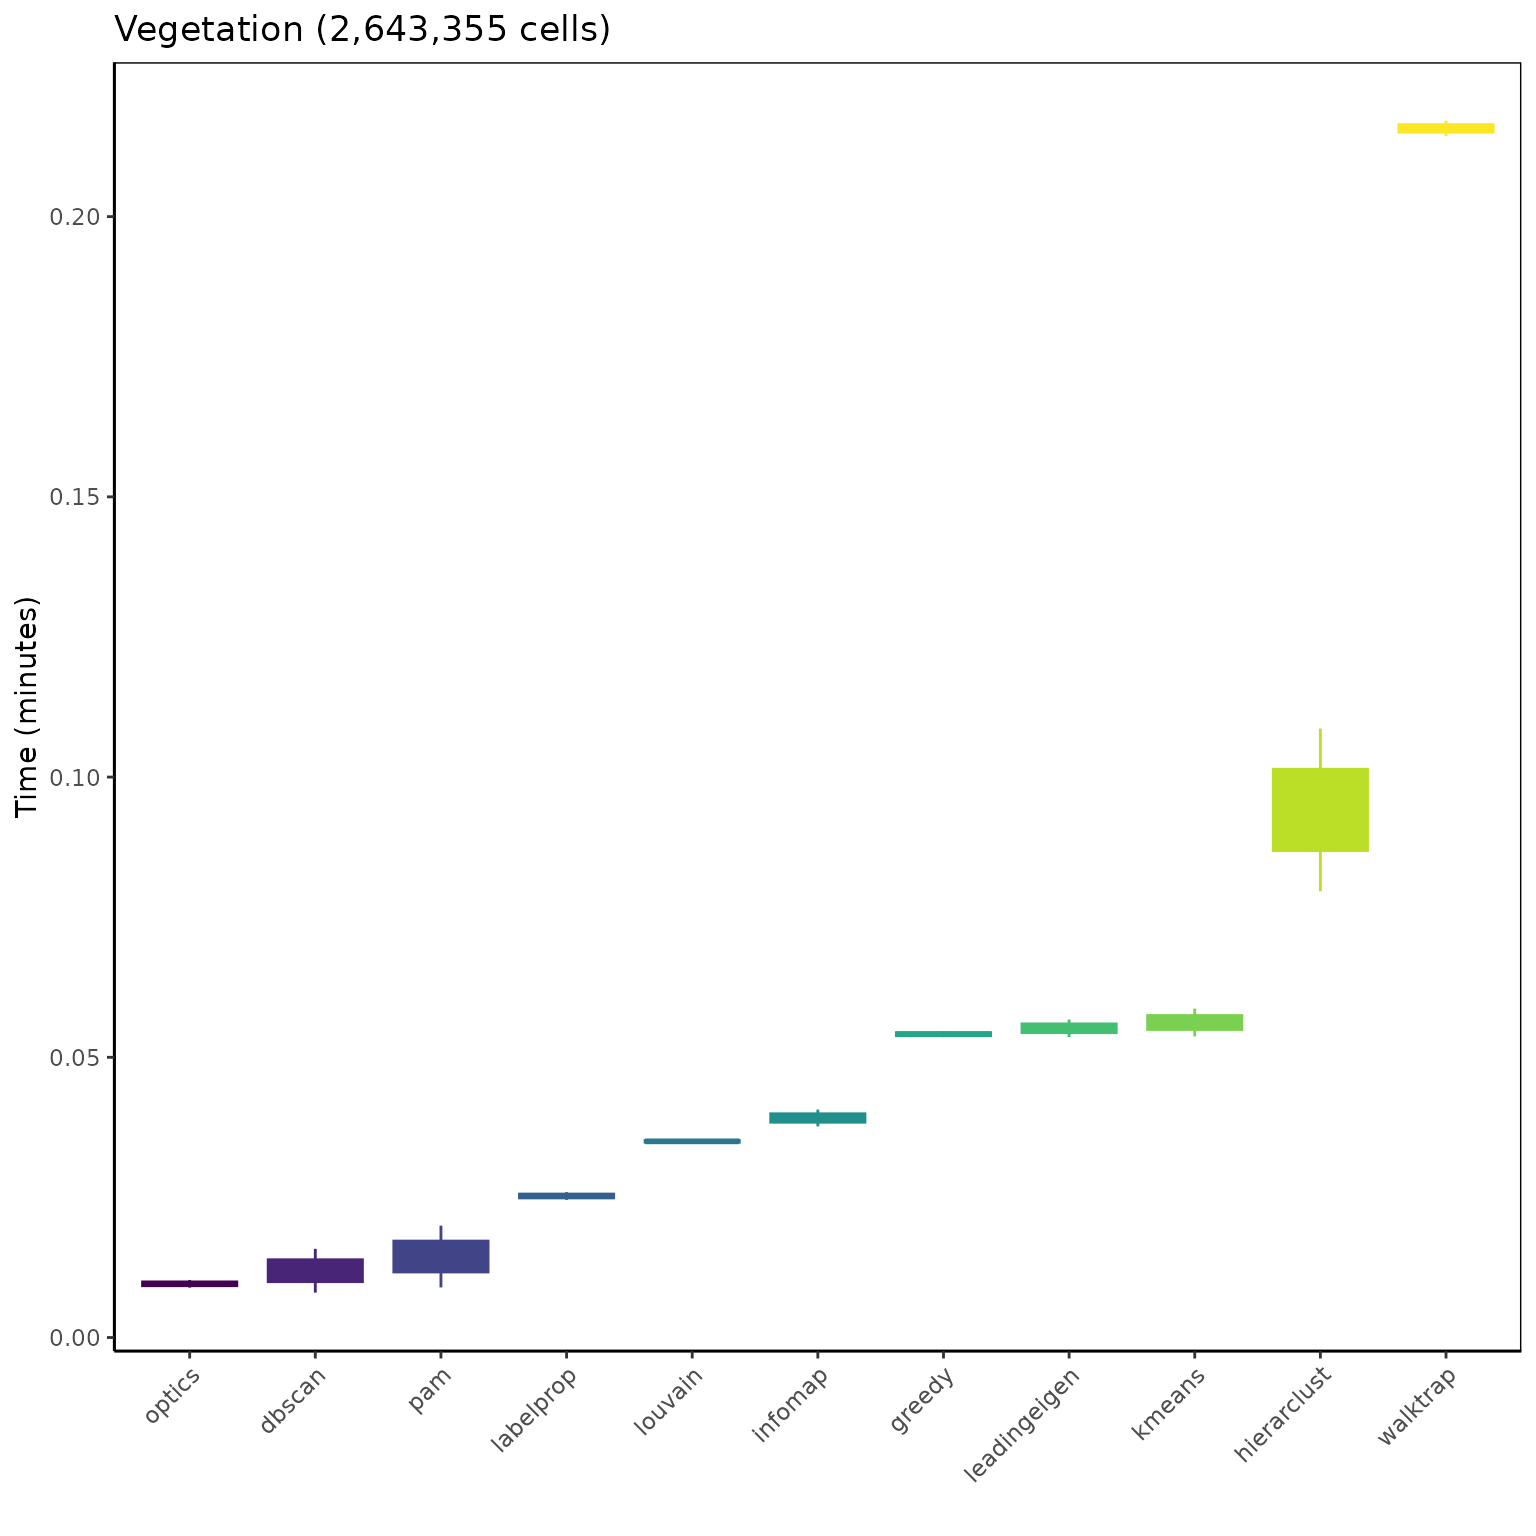 Vegetation (2,643,355 cells)
Time (minutes)
0.20
0.15
0.10
0.05
0.00
optics
dbscan
pam
labelprop
louvain
infomap
greedy
leadingeigen
kmeans
hierarclust
walktrap